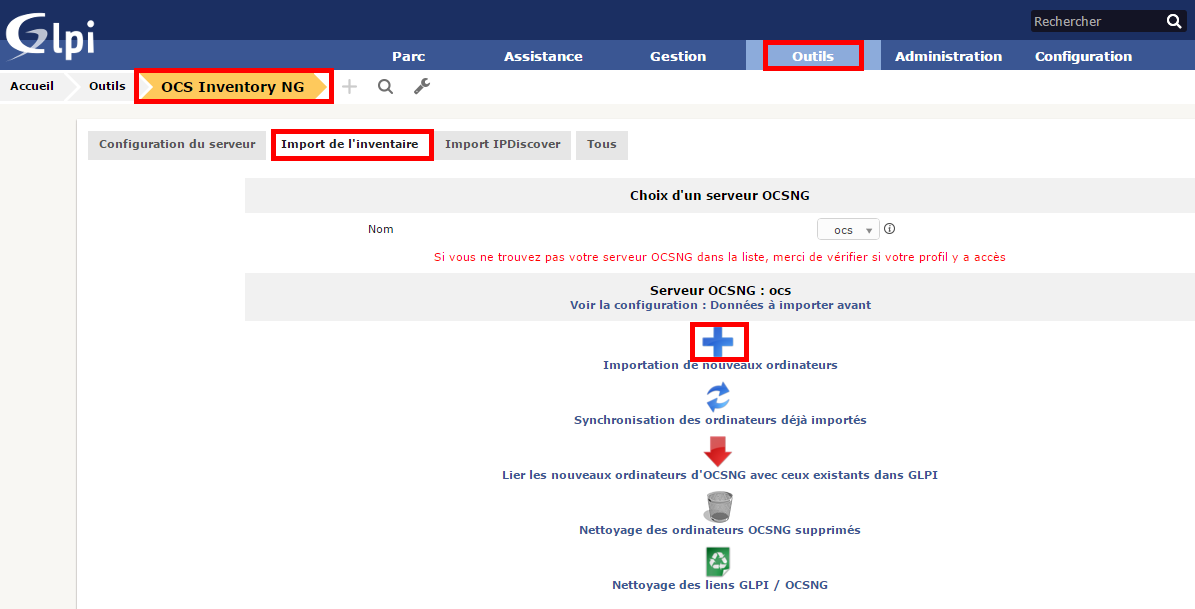 Glpi
Rechercher
Parc Assistance Gestion Outils Administration Configuration
Accueil Outils OCS Inventory NG
Configuration du serveur Import de l'inventaire Import IPDiscover Tous
Choix d'un serveur OCSNG
Nom ocs
Si vous ne trouvez pas votre serveur OCSNG dans la liste, merci de vérifier si votre profil y a accès
Serveur OCSNG : ocs
Voir la configuration : Données à importer avant
Importation de nouveaux ordinateurs
Synchronisation des ordinateurs déjà importés
Lier les nouveaux ordinateurs d'OCSNG avec ceux existants dans GLPI
Nettoyage des ordinateurs OCSNG supprimés
Nettoyage des liens GLPI / OCSNG